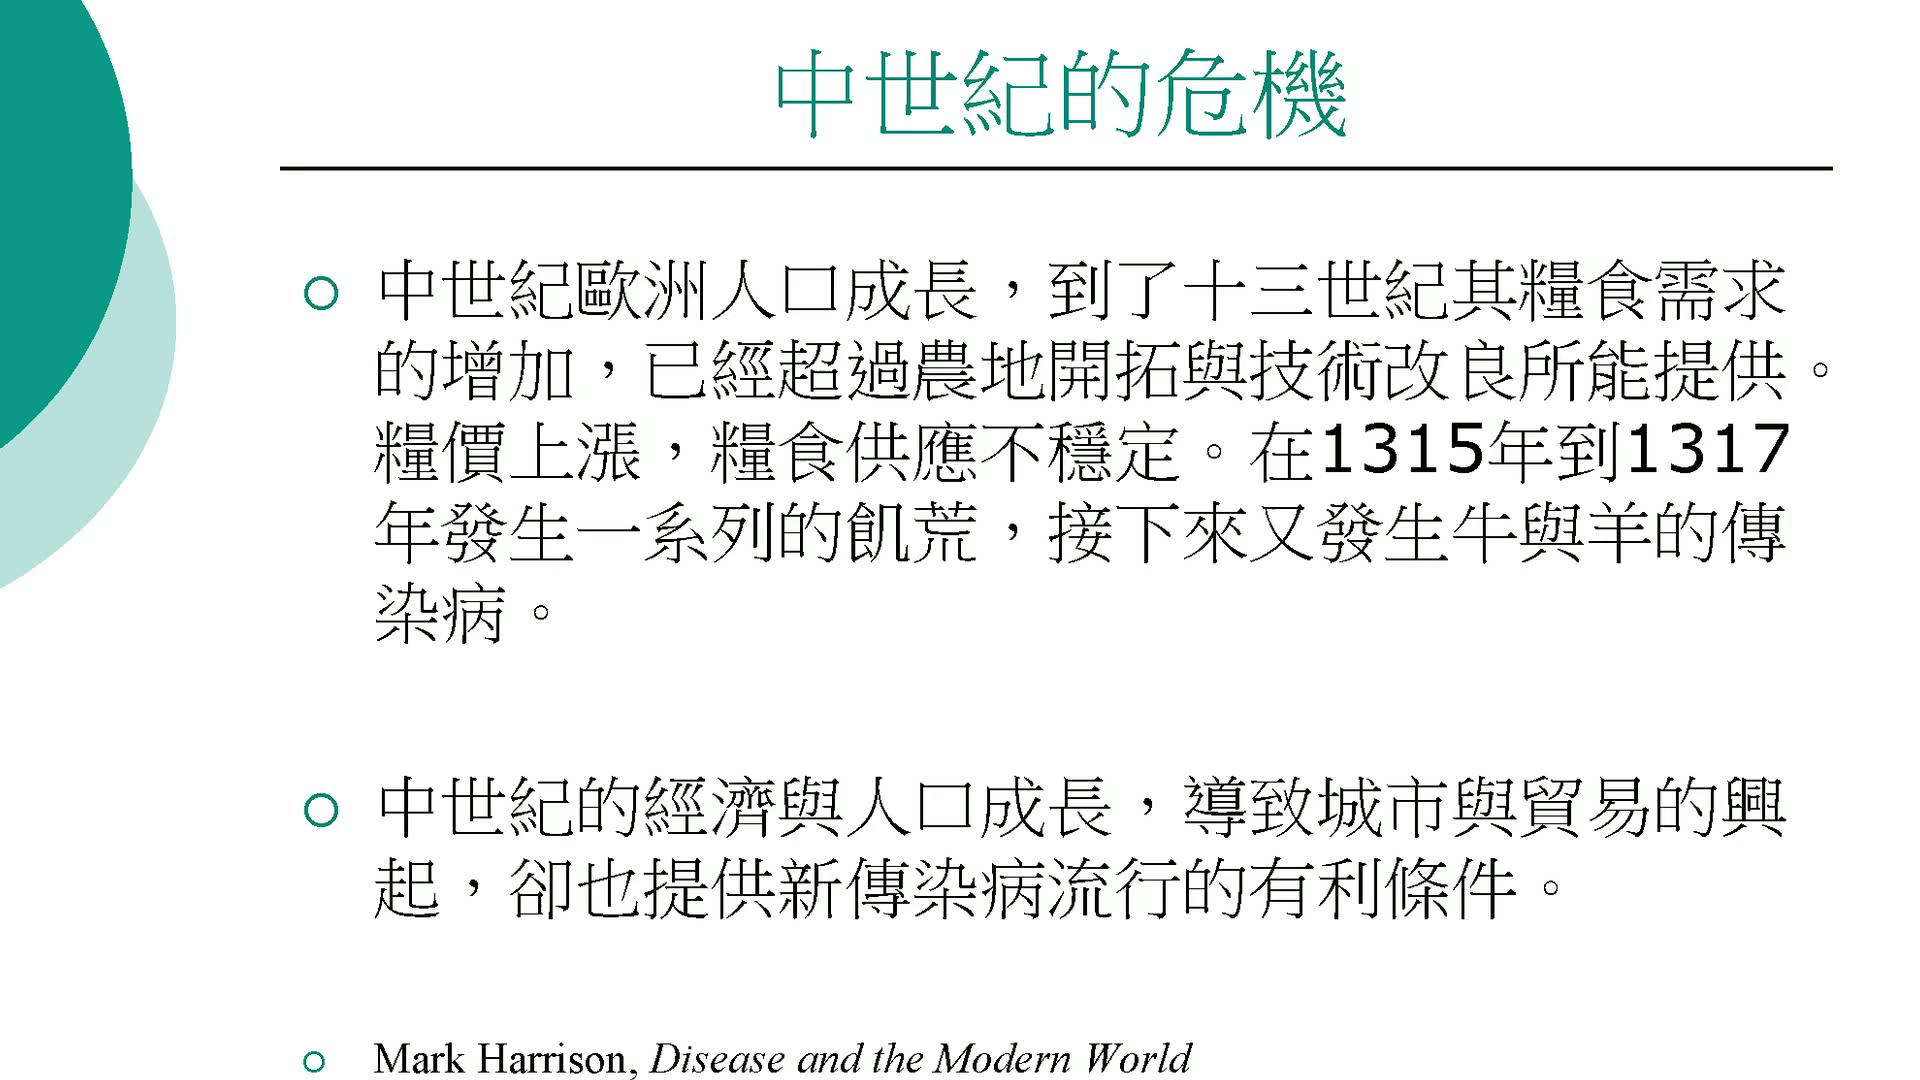 中世紀的危機
中世紀歐洲人口成長，到了十三世紀其糧食需求
的增加，已經超過農地開拓與技術改良所能提供。
糧價上漲，糧食供應不穩定。在1315年到1317
年發生一系列的飢荒，接下來又發生牛與羊的傳
染病。
中世紀的經濟與人口成長，導致城市與貿易的興
起，卻也提供新傳染病流行的有利條件。
Mark Harrison, Disease and the Modern World